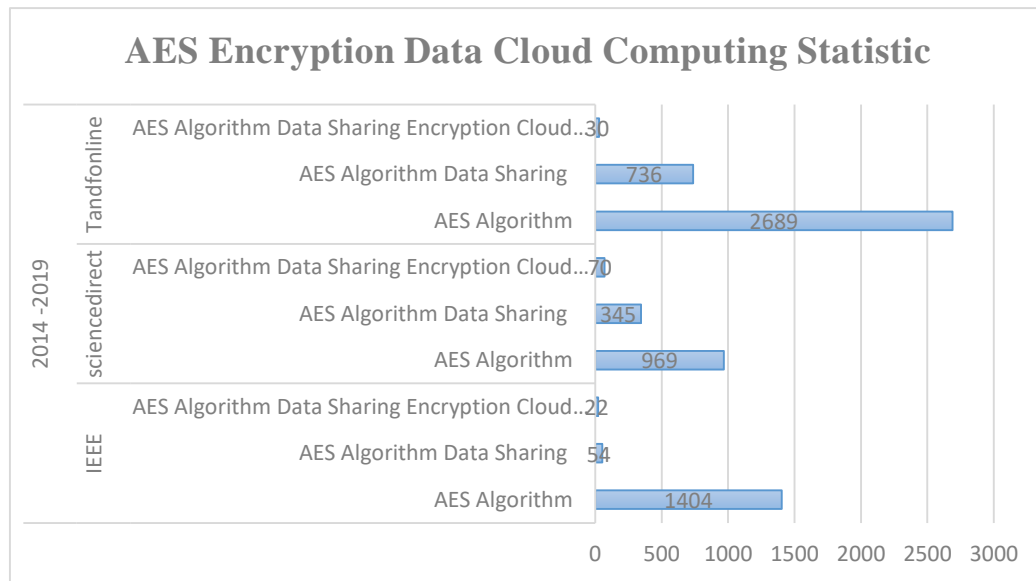 AES Encryption Data Cloud Computing Statistic
2014 -2019
Tandfonline
AES Algorithm Data Sharing Encryption Cloud..
30
AES Algorithm Data Sharing
736
AES Algorithm
2689
sciencedirect
AES Algorithm Data Sharing Encryption Cloud…
70
AES Algorithm Data Sharing
345
AES Algorithm
969
IEEE
AES Algorithm Data Sharing Encryption Cloud..
22
AES Algorithm Data Sharing
54
AES Algorithm
1404
0 500 1000 1500 2000 2500 3000